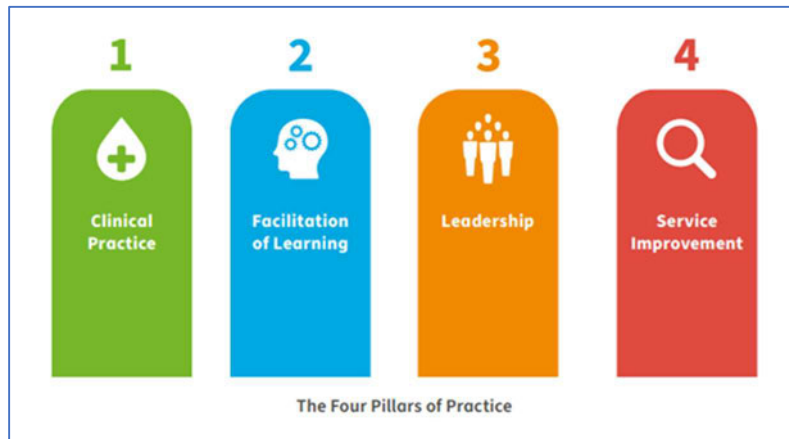 1
2
3
4
Clinical
Practice
Facilitation
of Learning
Leadership
Service
Improvement
The Four Pillars of Practice